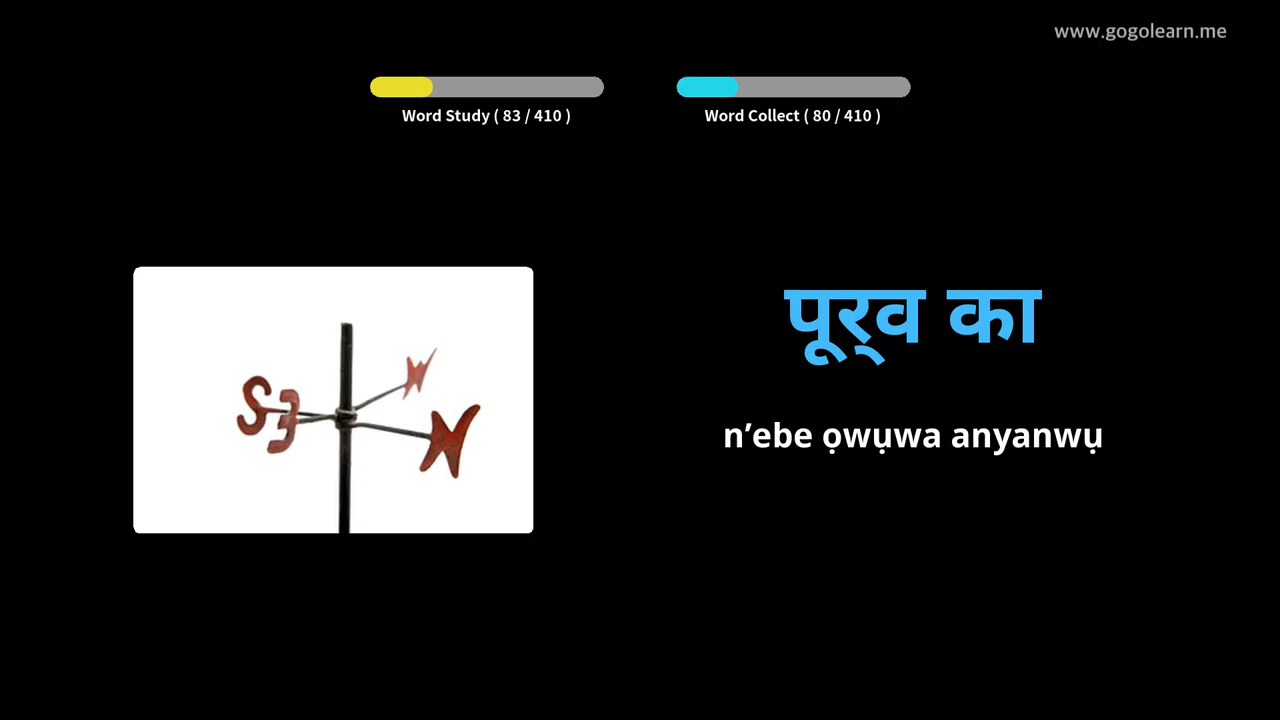 www.gogolearn.me
Word Study ( 83 / 410 )
Word Collect ( 80 / 410 )
S E N N
पूर्‌व का
n’ebe ọwụwa anyanwụ